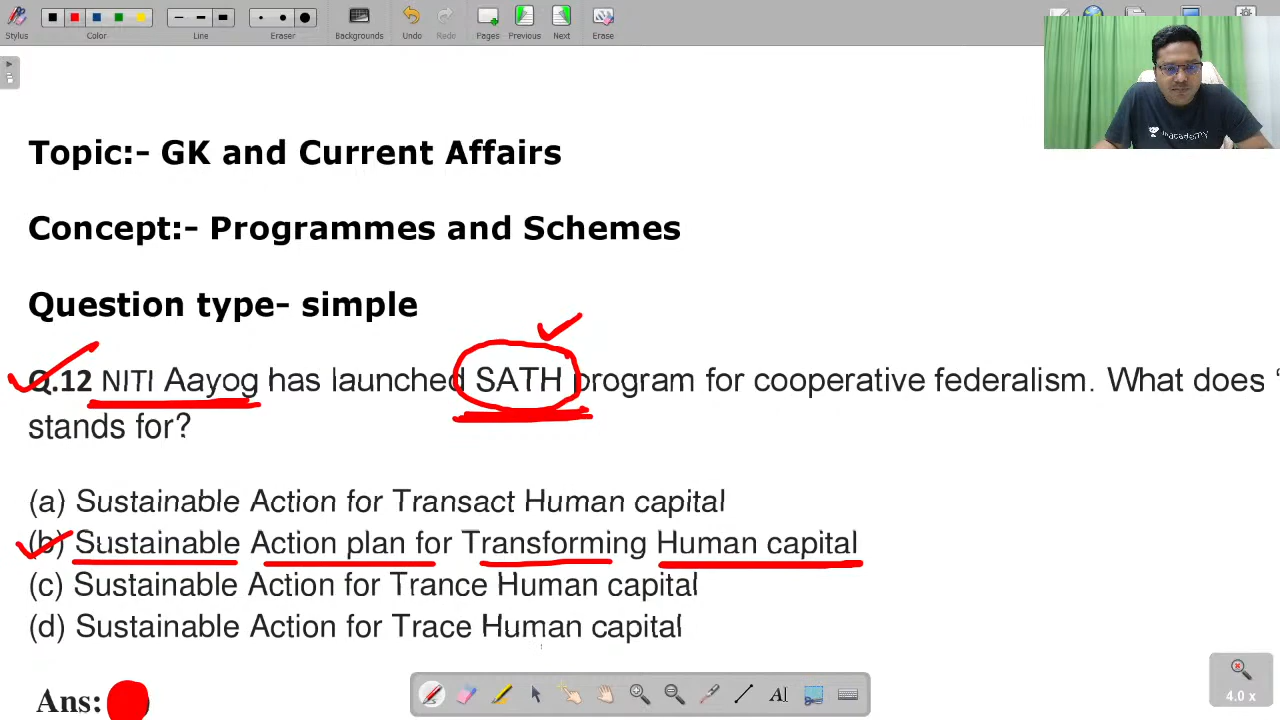 Stylus
Color
Line
Eraser
Backgrounds
Undo
Redo
Pages
Previous
Next
Erase
Topic:- GK and Current Affairs
Concept:- Programmes and Schemes
Question type- simple
Q.12 NITI Aayog has launched SATH program for cooperative federalism. What does “
stands for?
(a) Sustainable Action for Transact Human capital
(b) Sustainable Action plan for Transforming Human capital
(c) Sustainable Action for Trance Human capital
(d) Sustainable Action for Trace Human capital
Ans:
4.0 x